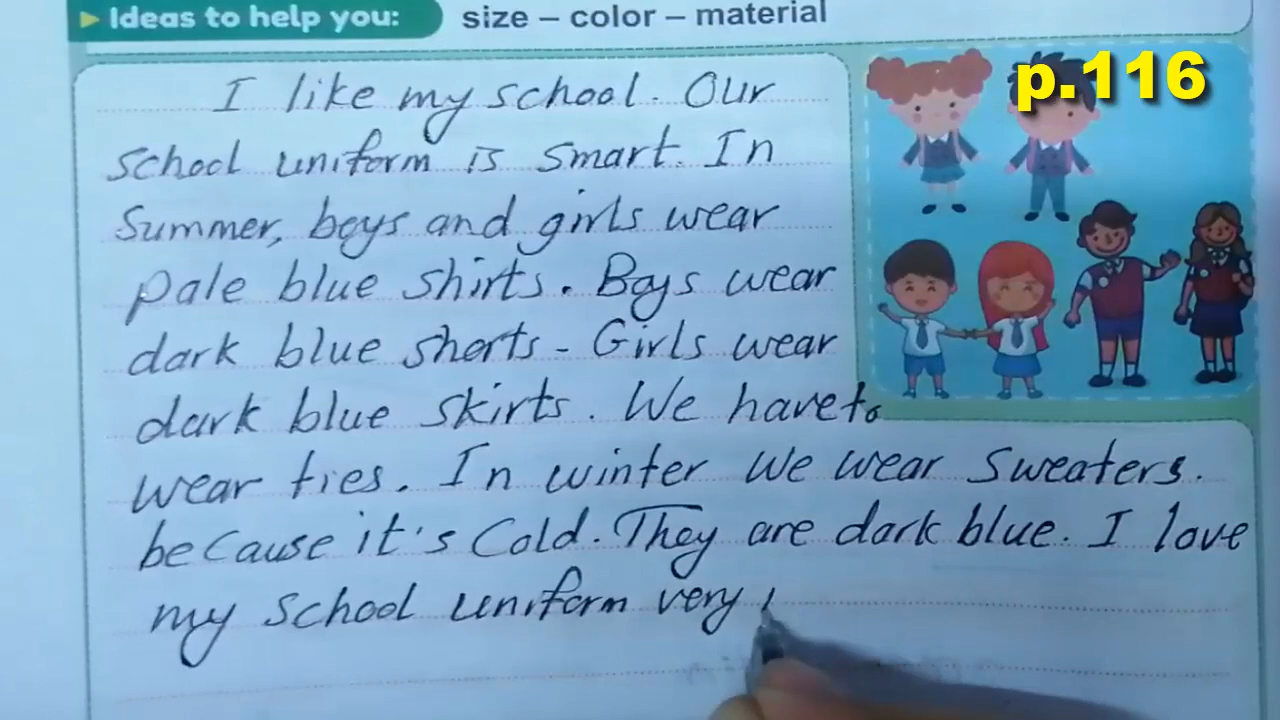 ► Ideas to help you: size – color – material
p.116
I like my school. Our
school uniform is smart. In
Summer, boys and girls wear
pale blue shirts. Boys wear
dark blue shorts - Girls wear
dark blue skirts. We have to
wear ties. In winter we wear sweaters.
because it's Cold. They are dark blue. I love
my school uniform very